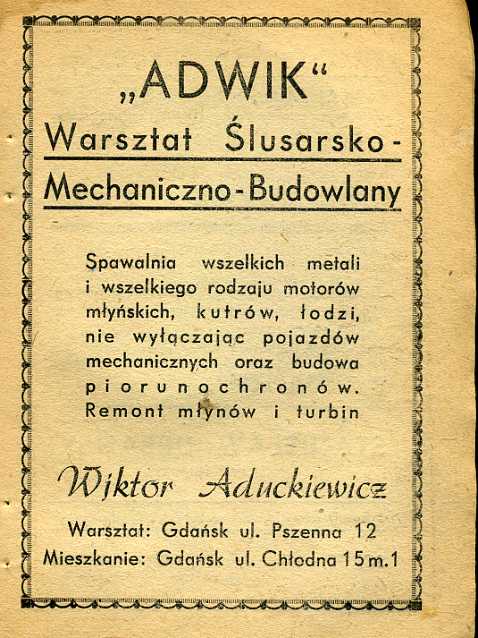 „ADWIK“
Warsztat Ślusarsko-
Mechaniczno-Budowlany
Spawalnia wszelkich metali
i wszelkiego rodzaju motorów
młyńskich, kutrów, łodzi,
nie wyłączając pojazdów
mechanicznych oraz budowa
piorunochronów.
Remont młynów i turbin
Wjktor Aduckiewicz
Warsztat: Gdańsk ul. Pszenna 12
Mieszkanie: Gdańsk ul. Chłodna 15 m. 1